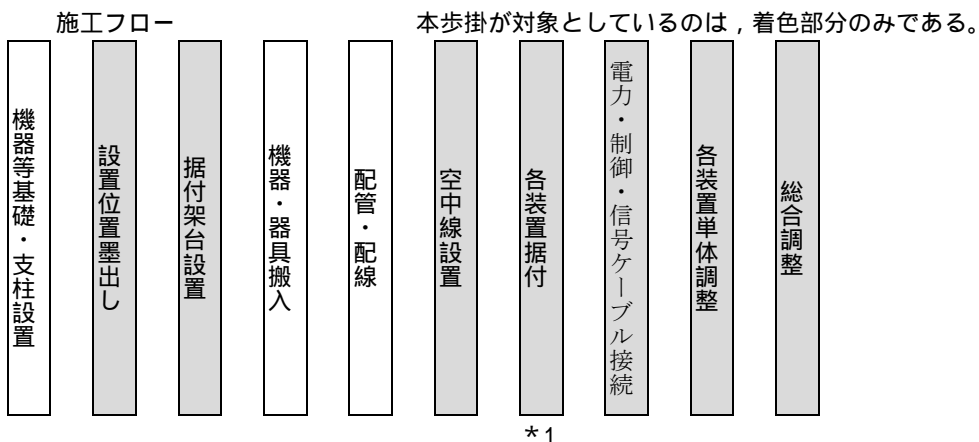 施工フロー
本歩掛が対象としているのは，着色部分のみである。
機器等基礎・支柱設置
設置位置墨出し
据付架台設置
機器・器具搬入
配管・配線
空中線設置
各装置据付
電力・制御・信号ケーブル接続
各装置単体調整
総合調整
＊1